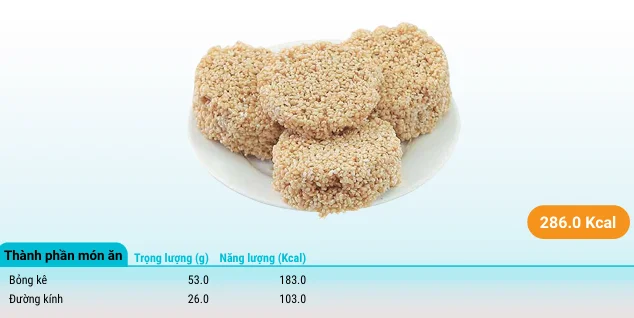 286.0 Kcal
Thành phần món ăn Trọng lượng (g) Năng lượng (Kcal)
Bỏng kê 53.0 183.0
Đường kính 26.0 103.0